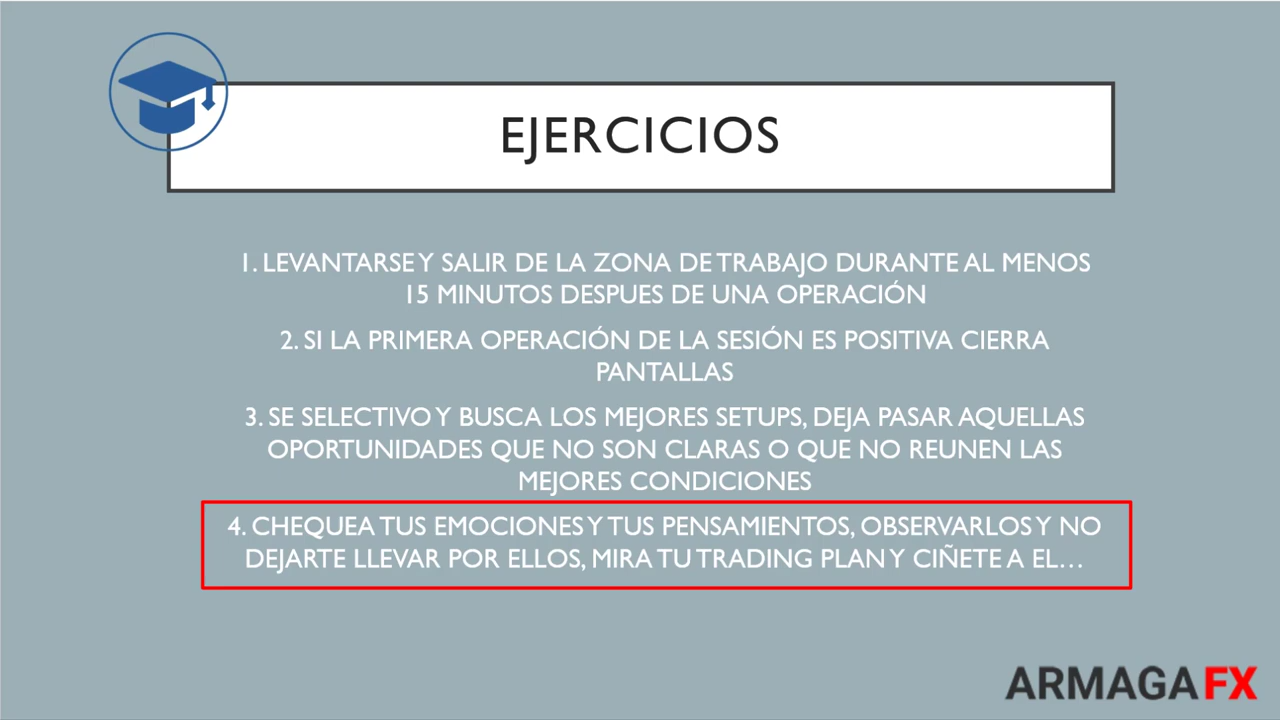 EJERCICIOS
1. LEVANTARSE Y SALIR DE LA ZONA DE TRABAJO DURANTE AL MENOS
15 MINUTOS DESPUES DE UNA OPERACIÓN
2. SI LA PRIMERA OPERACIÓN DE LA SESIÓN ES POSITIVA CIERRA
PANTALLAS
3. SE SELECTIVO Y BUSCA LOS MEJORES SETUPS, DEJA PASAR AQUELLAS
OPORTUNIDADES QUE NO SON CLARAS O QUE NO REUNEN LAS
MEJORES CONDICIONES
4. CHEQUEA TUS EMOCIONES Y TUS PENSAMIENTOS, OBSERVARLOS Y NO
DEJARTE LLEVAR POR ELLOS, MIRA TU TRADING PLAN Y CIÑETE A EL...
ARMAGAFX